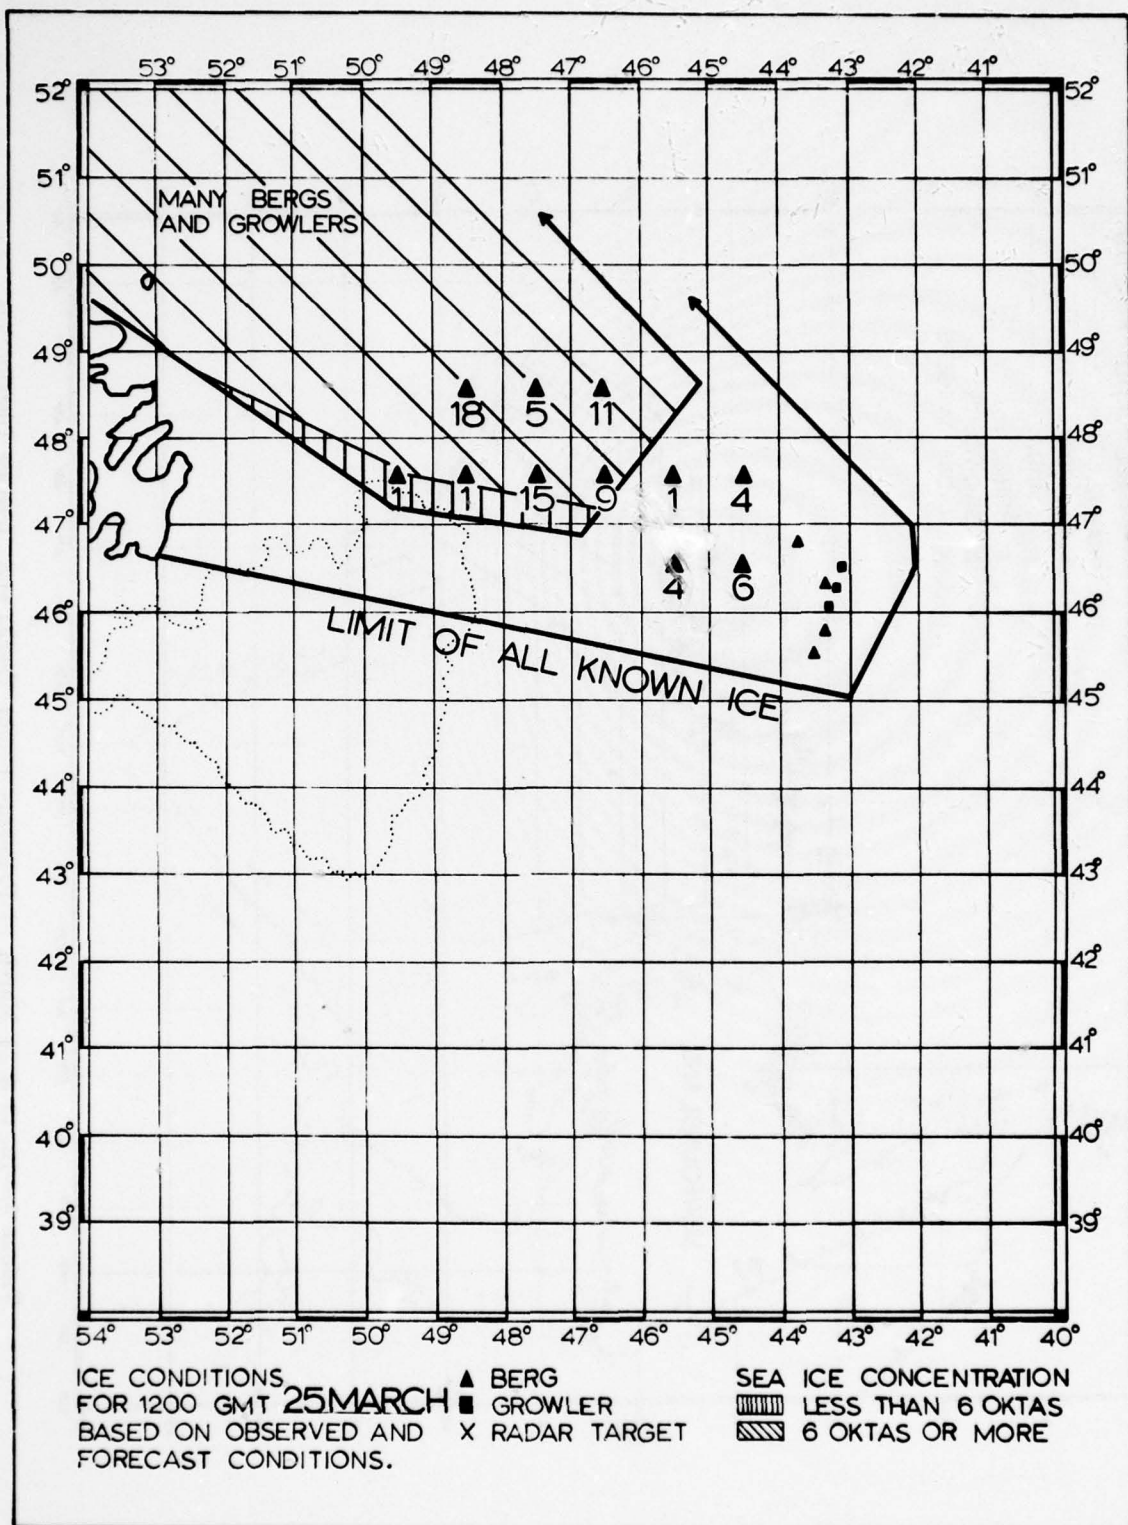 53° 52° 51° 50° 49° 48° 47° 46° 45° 44° 43° 42° 41°
52° 52°
51° 51°
MANY BERGS
AND GROWLERS
50° 50°
49° 49°
18 5 11
48° 48°
1 1 15 9 1 4
47° 47°
4 6
46° 46°
LIMIT OF ALL KNOWN ICE
45° 45°
44° 44°
43° 43°
42° 42°
41° 41°
40° 40°
39° 39°
54° 53° 52° 51° 50° 49° 48° 47° 46° 45° 44° 43° 42° 41° 40°
ICE CONDITIONS
FOR 1200 GMT 25 MARCH
BASED ON OBSERVED AND
FORECAST CONDITIONS.
BERG
GROWLER
X RADAR TARGET
SEA ICE CONCENTRATION
LESS THAN 6 OKTAS
6 OKTAS OR MORE